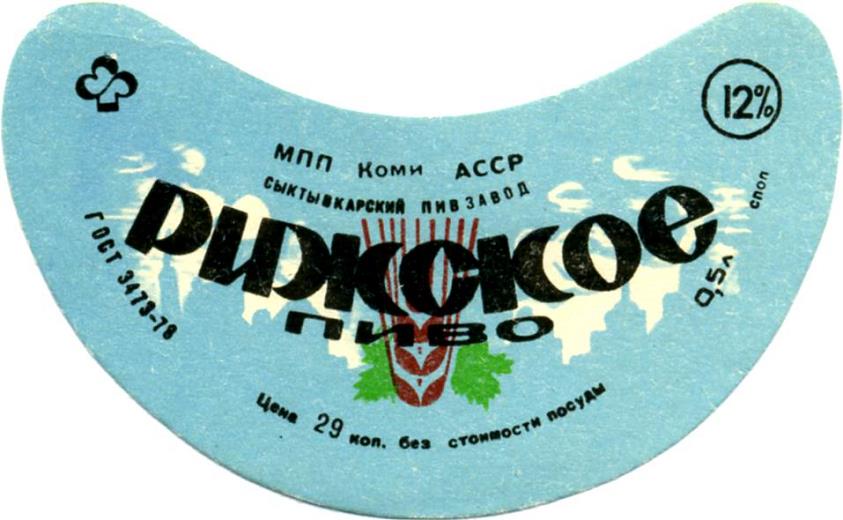 12%
МПП Коми АССР
СЫКТЫВКАРСКИЙ ПИВЗАВОД
РИЖСКОЕ
ПИВО
ГОСТ 3473-78
0,5л
спол
Цена 29 коп. без стоимости посуды